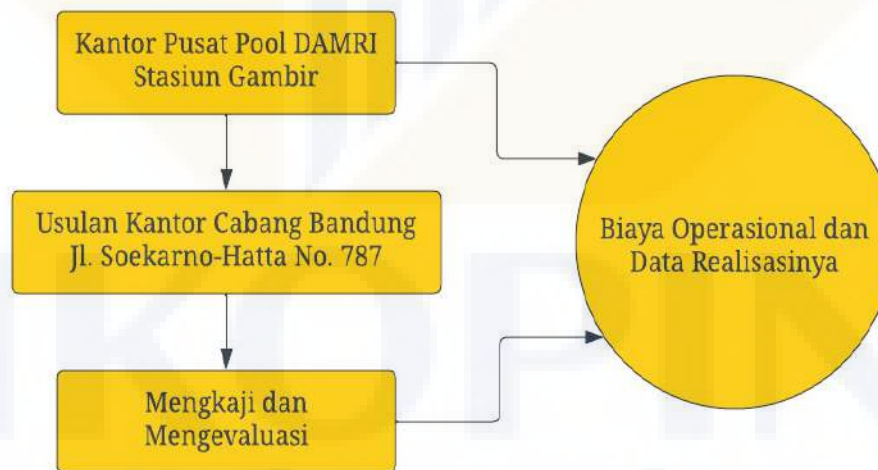 Kantor Pusat Pool DAMRI
Stasiun Gambir
Usulan Kantor Cabang Bandung
Jl. Soekarno-Hatta No. 787
Biaya Operasional dan
Data Realisasinya
Mengkaji dan
Mengevaluasi
IKOPIN